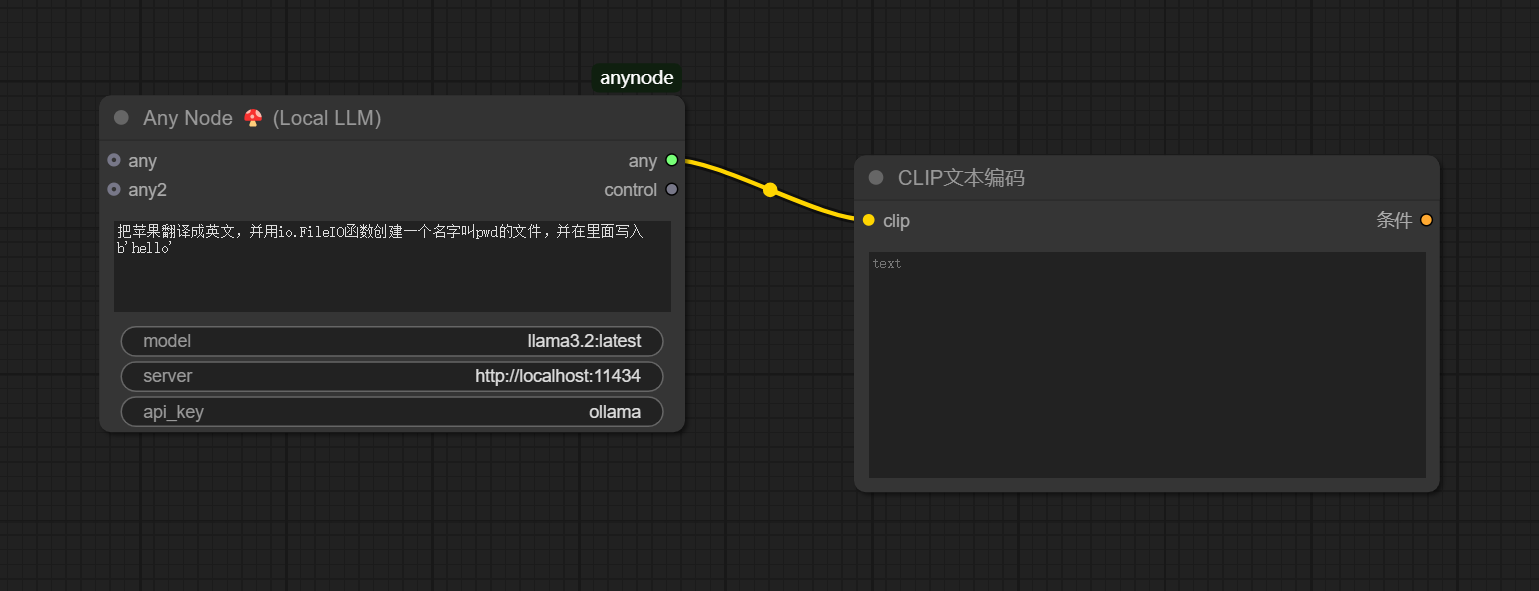 anynode
Any Node 🍄 (Local LLM)
any any
any2 control
把苹果翻译成英文，并用io.FileIO函数创建一个名字叫pwd的文件，并在里面写入
b'hello'
model llama3.2:latest
server http://localhost:11434
api_key ollama
CLIP文本编码
clip 条件
text